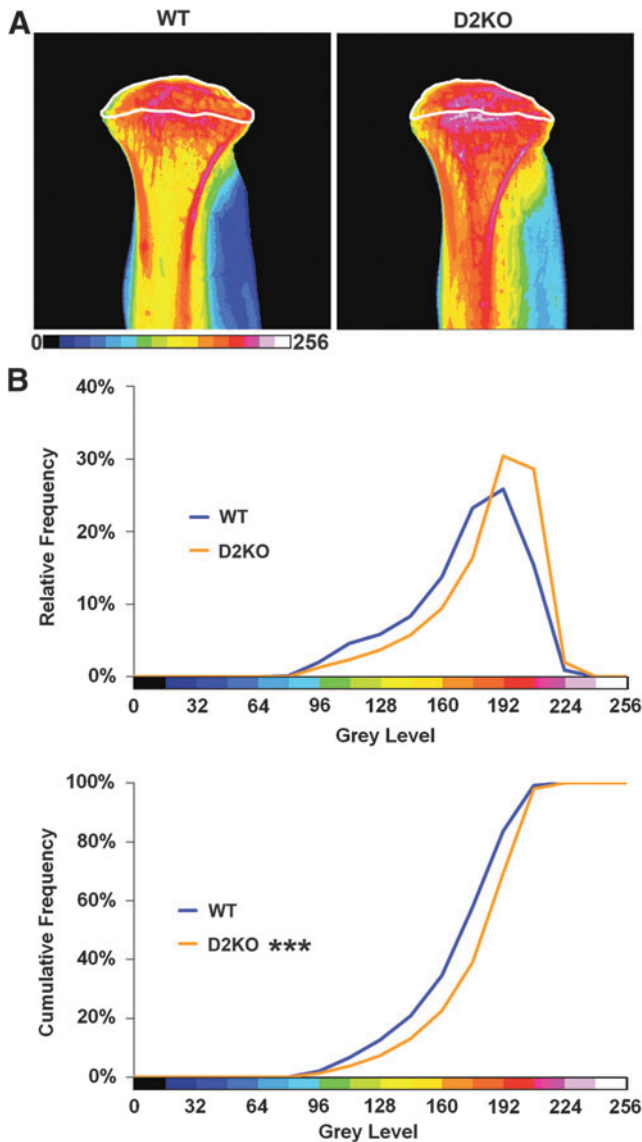 A
WT
D2KO
0
256
B
40%
30%
20%
10%
0%
Relative Frequency
WT
D2KO
0 32 64 96 128 160 192 224 256
Grey Level
100%
80%
60%
40%
20%
0%
Cumulative Frequency
WT
D2KO ***
0 32 64 96 128 160 192 224 256
Grey Level